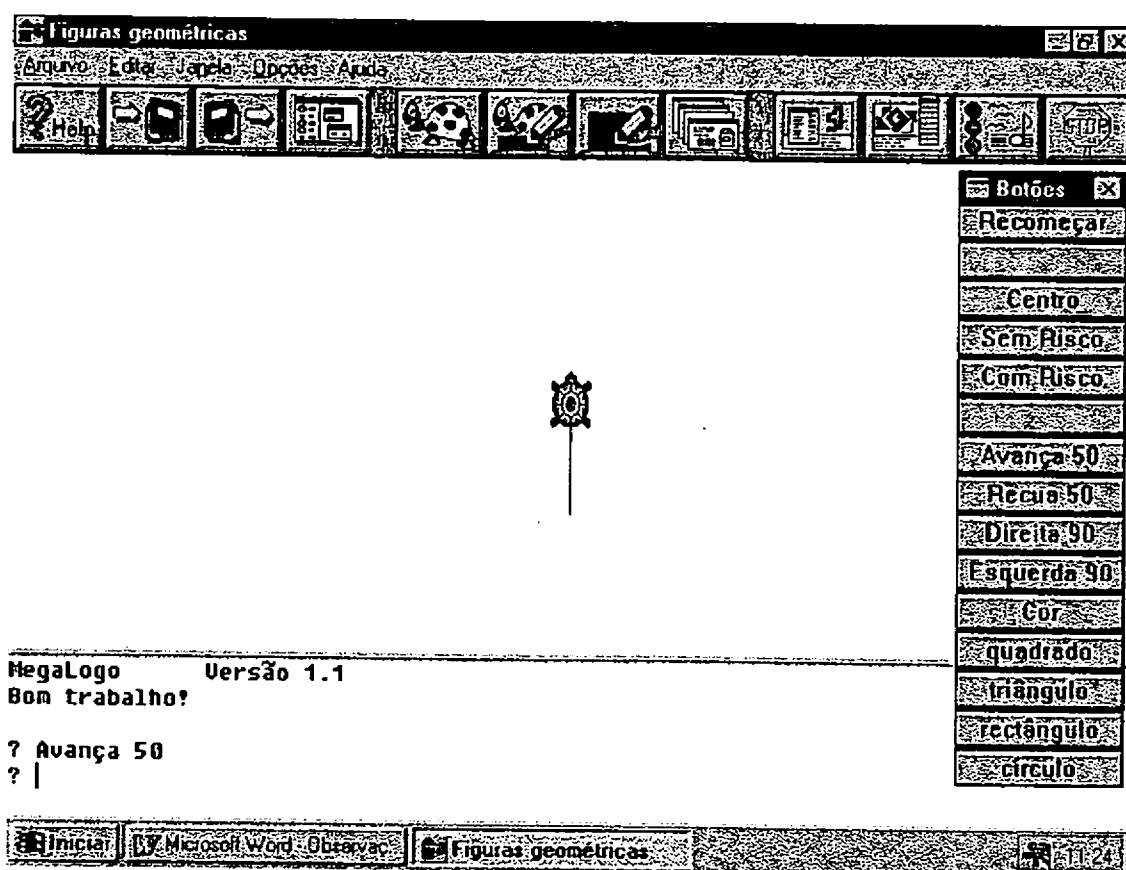 Figuras geométricas
Arquivo Editar Janela Opções Ajuda
Help STOP
Botões
Recomeçar
Centro
Sem Risco
Com Risco
Avança 50
Recua 50
Direita 90
Esquerda 90
Cor
quadrado
triângulo
rectângulo
círculo
MegaLogo Versão 1.1
Bom trabalho!
? Avança 50
? |
Iniciar Microsoft Word - Observac Figuras geométricas 11:24